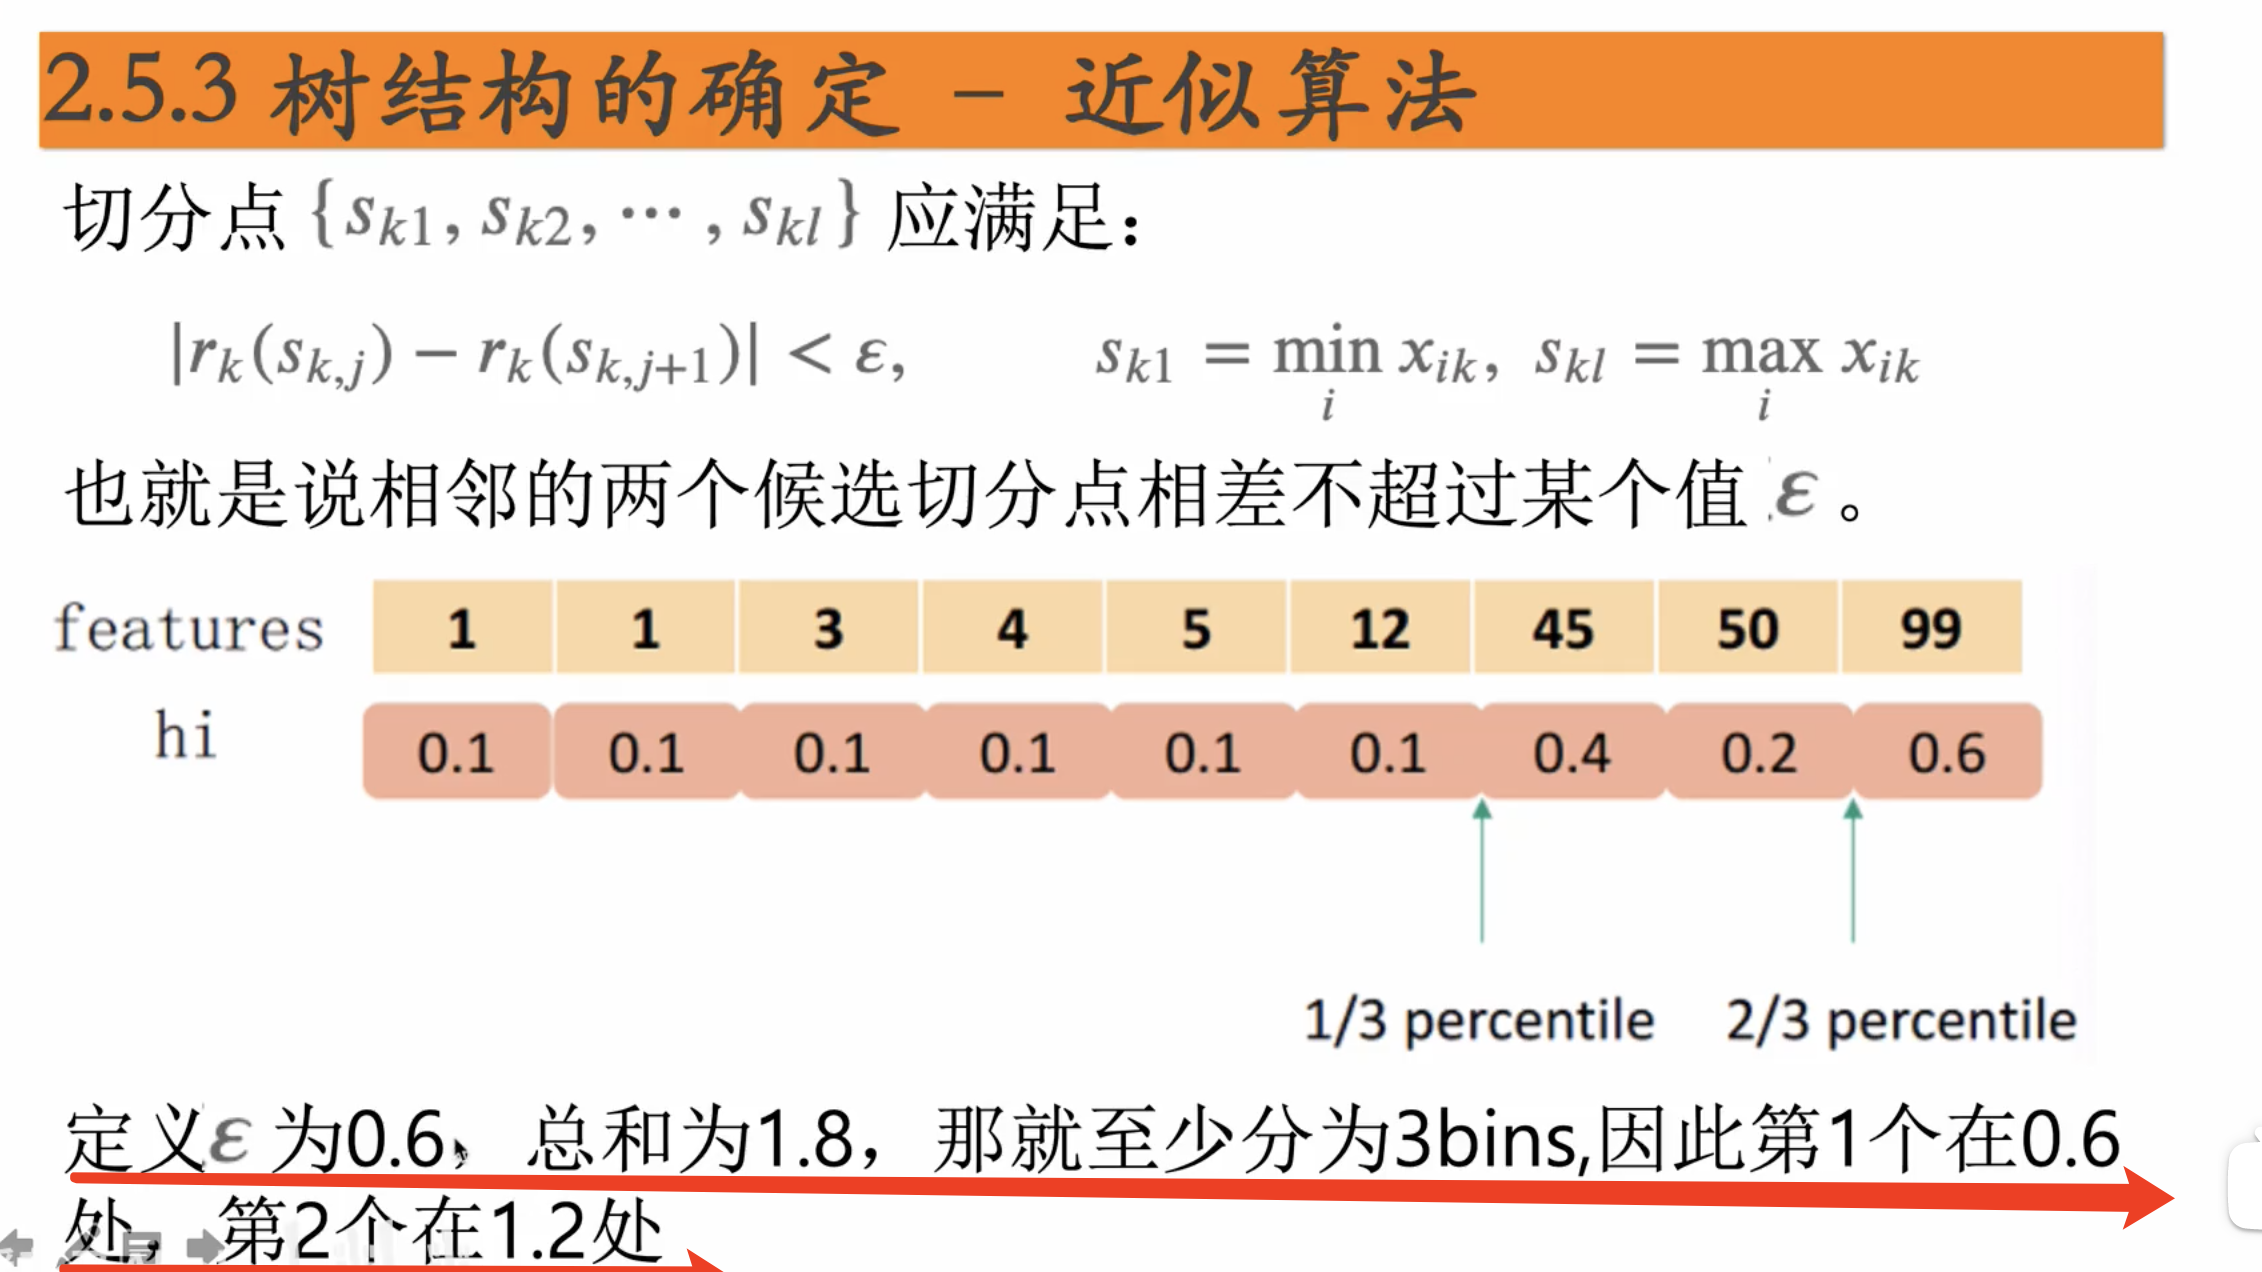 2.5.3 树结构的确定 – 近似算法
切分点 {s_{k1}, s_{k2}, ⋯ , s_{kl}} 应满足：
|r_k(s_{k,j}) − r_k(s_{k,j+1})| < ε, s_{k1} = min_i x_{ik}, s_{kl} = max_i x_{ik}
也就是说相邻的两个候选切分点相差不超过某个值 ε 。
features 1 1 3 4 5 12 45 50 99
hi 0.1 0.1 0.1 0.1 0.1 0.1 0.4 0.2 0.6
1/3 percentile 2/3 percentile
定义 ε 为0.6，总和为1.8，那就至少分为3bins,因此第1个在0.6
处，第2个在1.2处